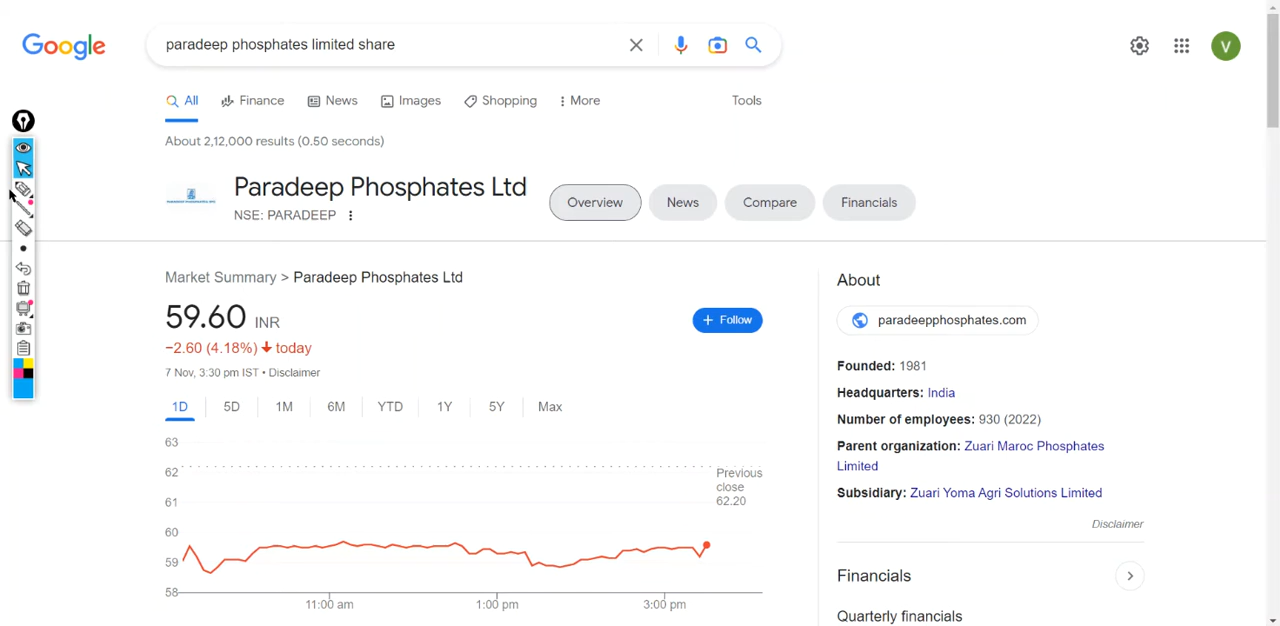 Google
paradeep phosphates limited share
V
All Finance News Images Shopping More Tools
About 2,12,000 results (0.50 seconds)
Paradeep Phosphates Ltd
NSE: PARADEEP
Overview News Compare Financials
Market Summary > Paradeep Phosphates Ltd
59.60 INR
+ Follow
−2.60 (4.18%) today
7 Nov, 3:30 pm IST • Disclaimer
1D 5D 1M 6M YTD 1Y 5Y Max
63
62
61
60
59
58
Previous
close
62.20
11:00 am 1:00 pm 3:00 pm
About
paradeepphosphates.com
Founded: 1981
Headquarters: India
Number of employees: 930 (2022)
Parent organization: Zuari Maroc Phosphates
Limited
Subsidiary: Zuari Yoma Agri Solutions Limited
Disclaimer
Financials
Quarterly financials